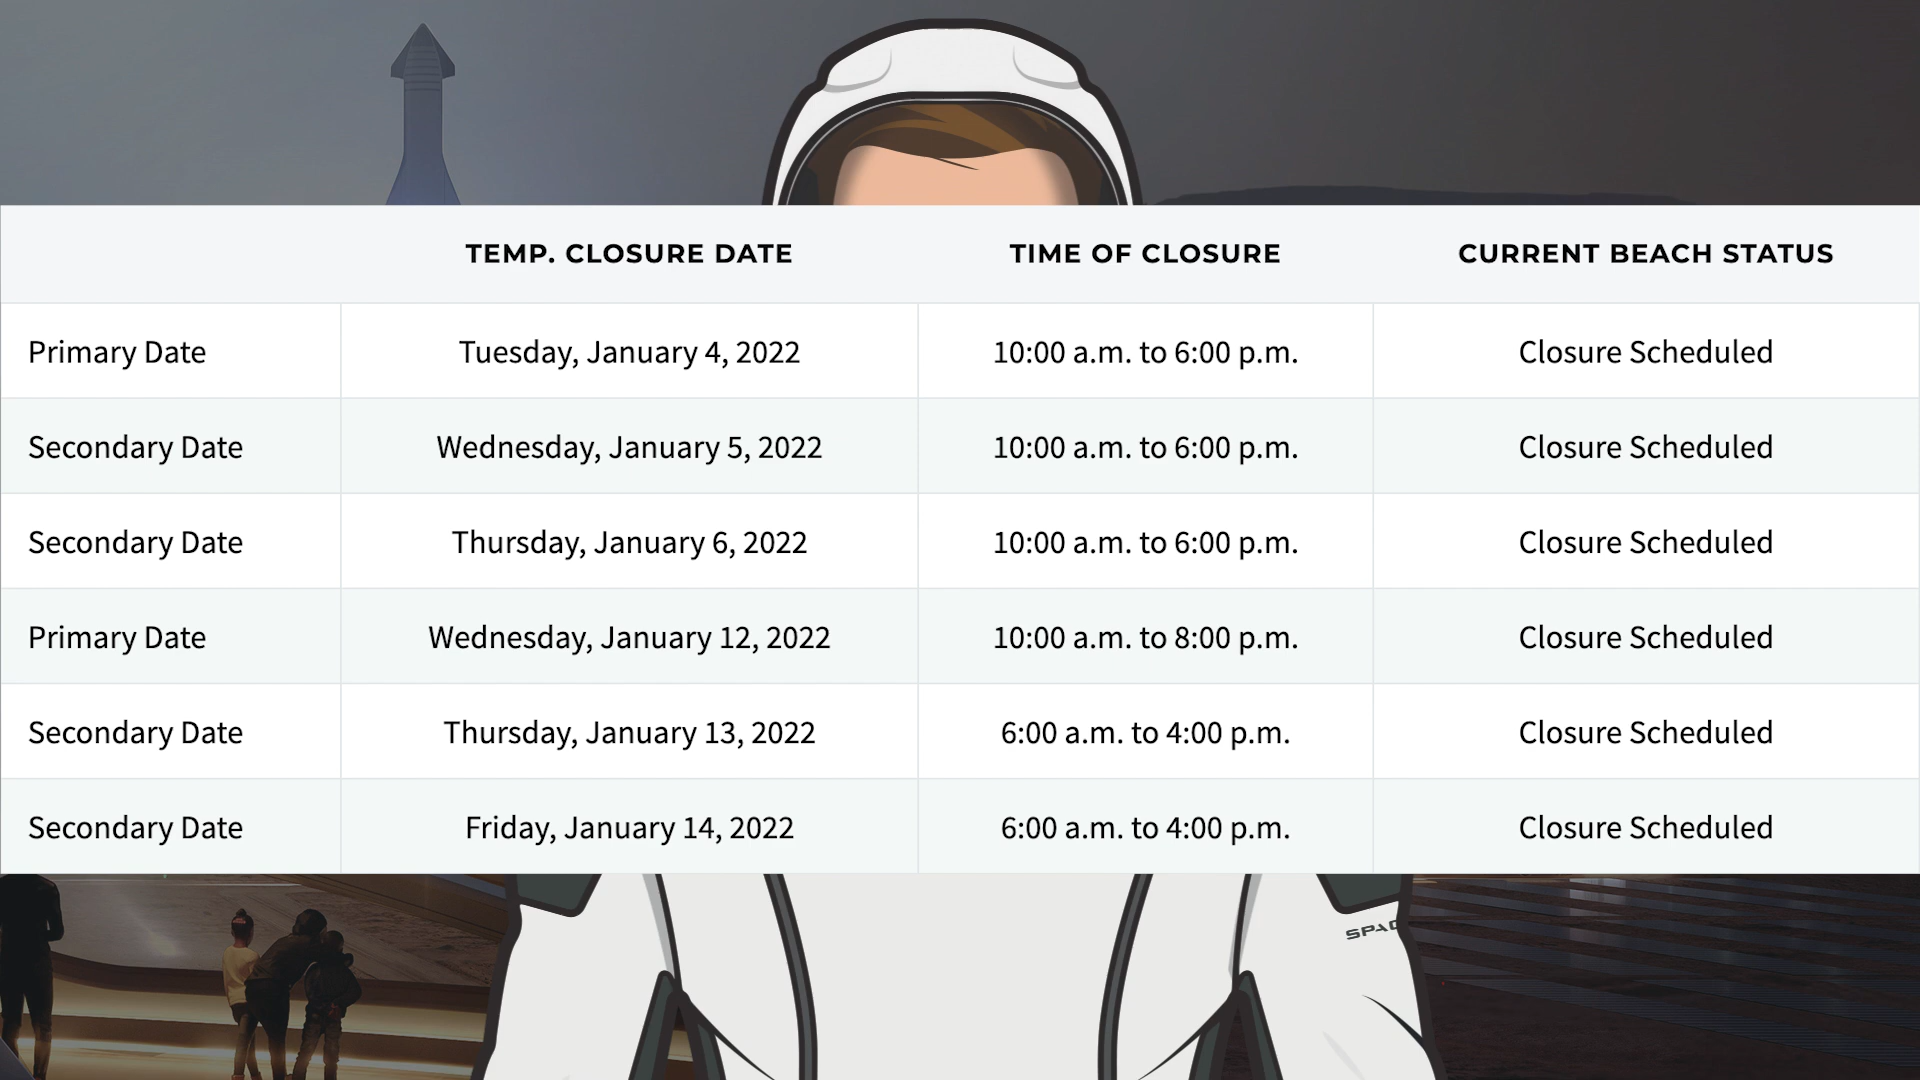 TEMP. CLOSURE DATE TIME OF CLOSURE CURRENT BEACH STATUS
Primary Date Tuesday, January 4, 2022 10:00 a.m. to 6:00 p.m. Closure Scheduled
Secondary Date Wednesday, January 5, 2022 10:00 a.m. to 6:00 p.m. Closure Scheduled
Secondary Date Thursday, January 6, 2022 10:00 a.m. to 6:00 p.m. Closure Scheduled
Primary Date Wednesday, January 12, 2022 10:00 a.m. to 8:00 p.m. Closure Scheduled
Secondary Date Thursday, January 13, 2022 6:00 a.m. to 4:00 p.m. Closure Scheduled
Secondary Date Friday, January 14, 2022 6:00 a.m. to 4:00 p.m. Closure Scheduled